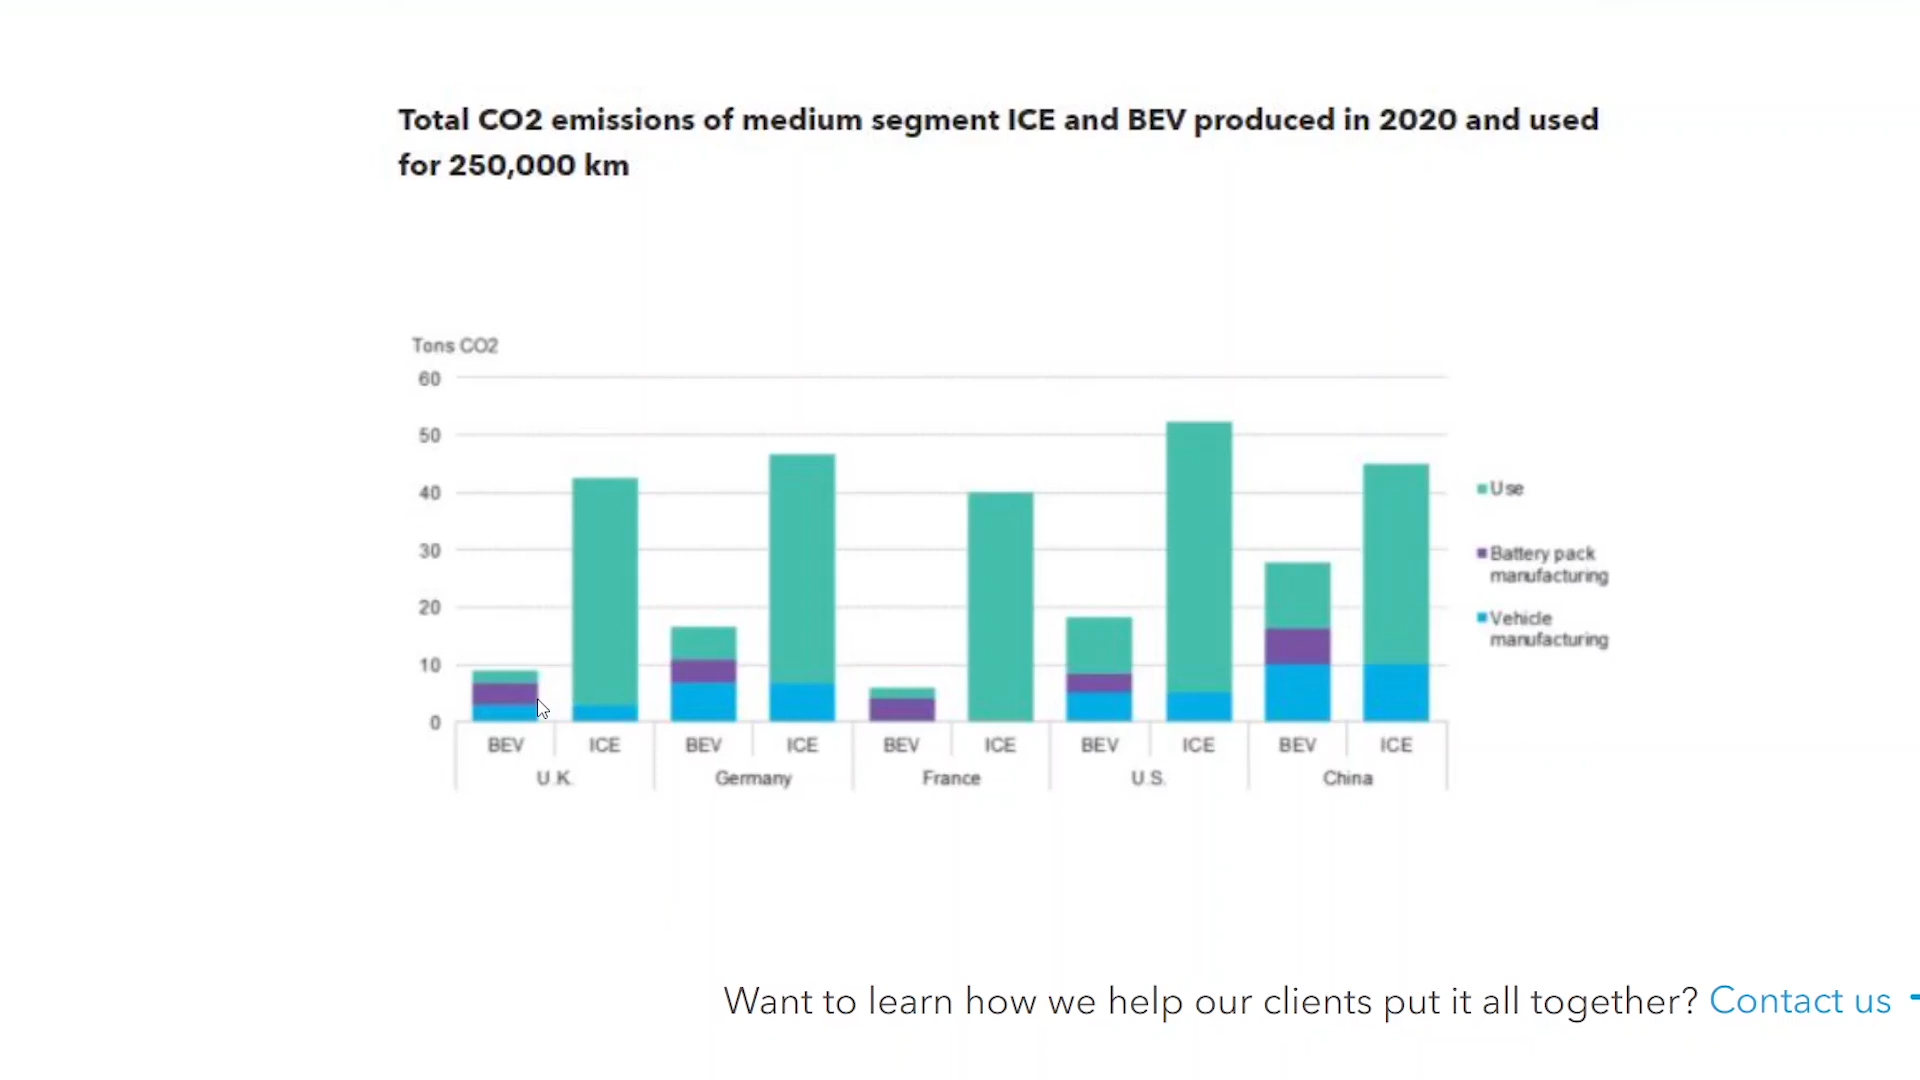 Total CO2 emissions of medium segment ICE and BEV produced in 2020 and used
for 250,000 km
Tons CO2
60
50
40
30
20
10
0
BEV ICE BEV ICE BEV ICE BEV ICE BEV ICE
U.K. Germany France U.S. China
Use
Battery pack
manufacturing
Vehicle
manufacturing
Want to learn how we help our clients put it all together? Contact us